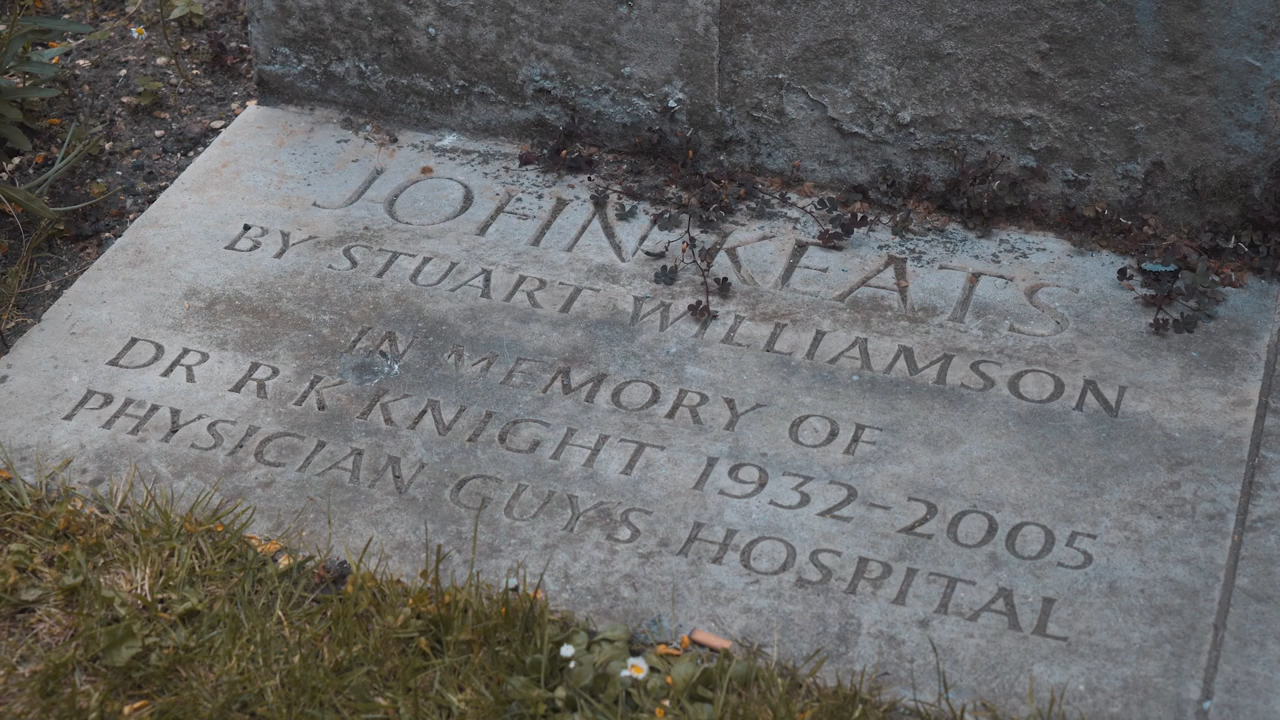 JOHN KEATS
BY STUART WILLIAMSON
IN MEMORY OF
DR R K KNIGHT 1932-2005
PHYSICIAN GUYS HOSPITAL